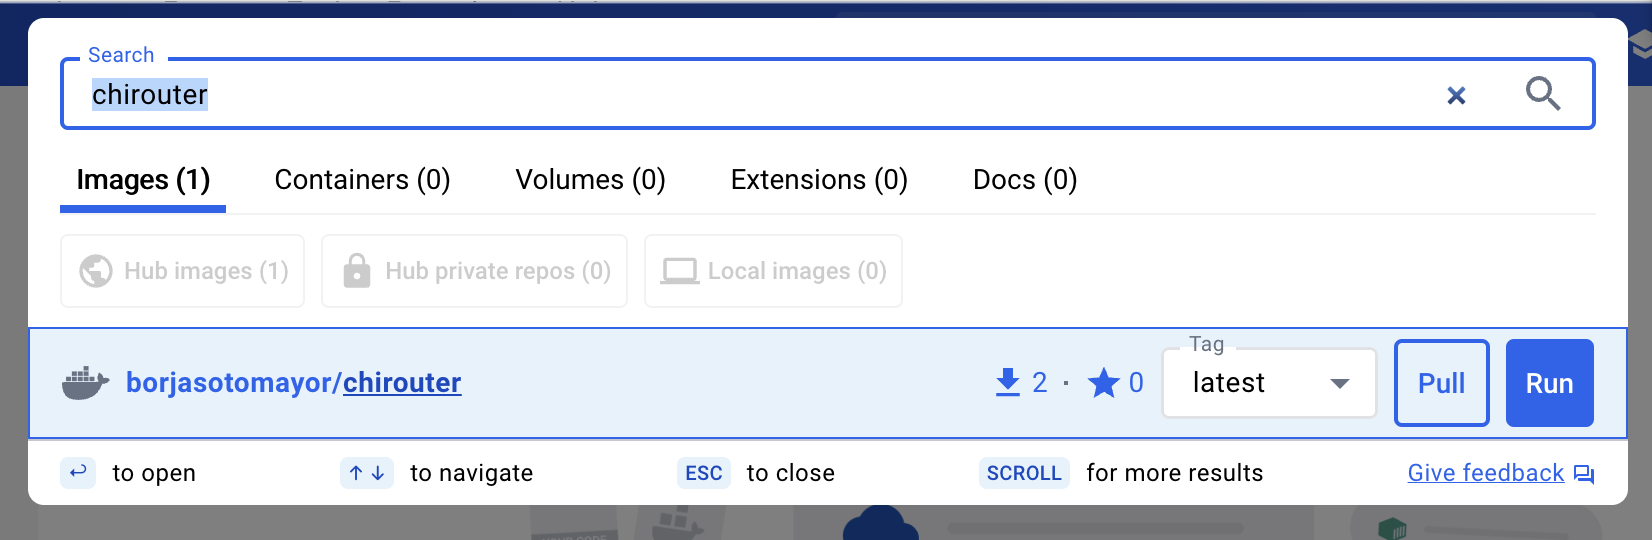 Search
chirouter
Images (1) Containers (0) Volumes (0) Extensions (0) Docs (0)
Hub images (1) Hub private repos (0) Local images (0)
Tag
borjasotomayor/chirouter 2 · 0 latest Pull Run
↩ to open ↑ ↓ to navigate ESC to close SCROLL for more results Give feedback